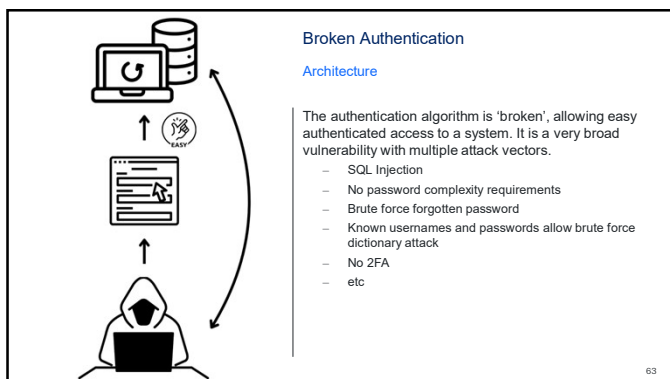 Broken Authentication
Architecture
EASY
The authentication algorithm is ‘broken’, allowing easy
authenticated access to a system. It is a very broad
vulnerability with multiple attack vectors.
– SQL Injection
– No password complexity requirements
– Brute force forgotten password
– Known usernames and passwords allow brute force
dictionary attack
– No 2FA
– etc
63